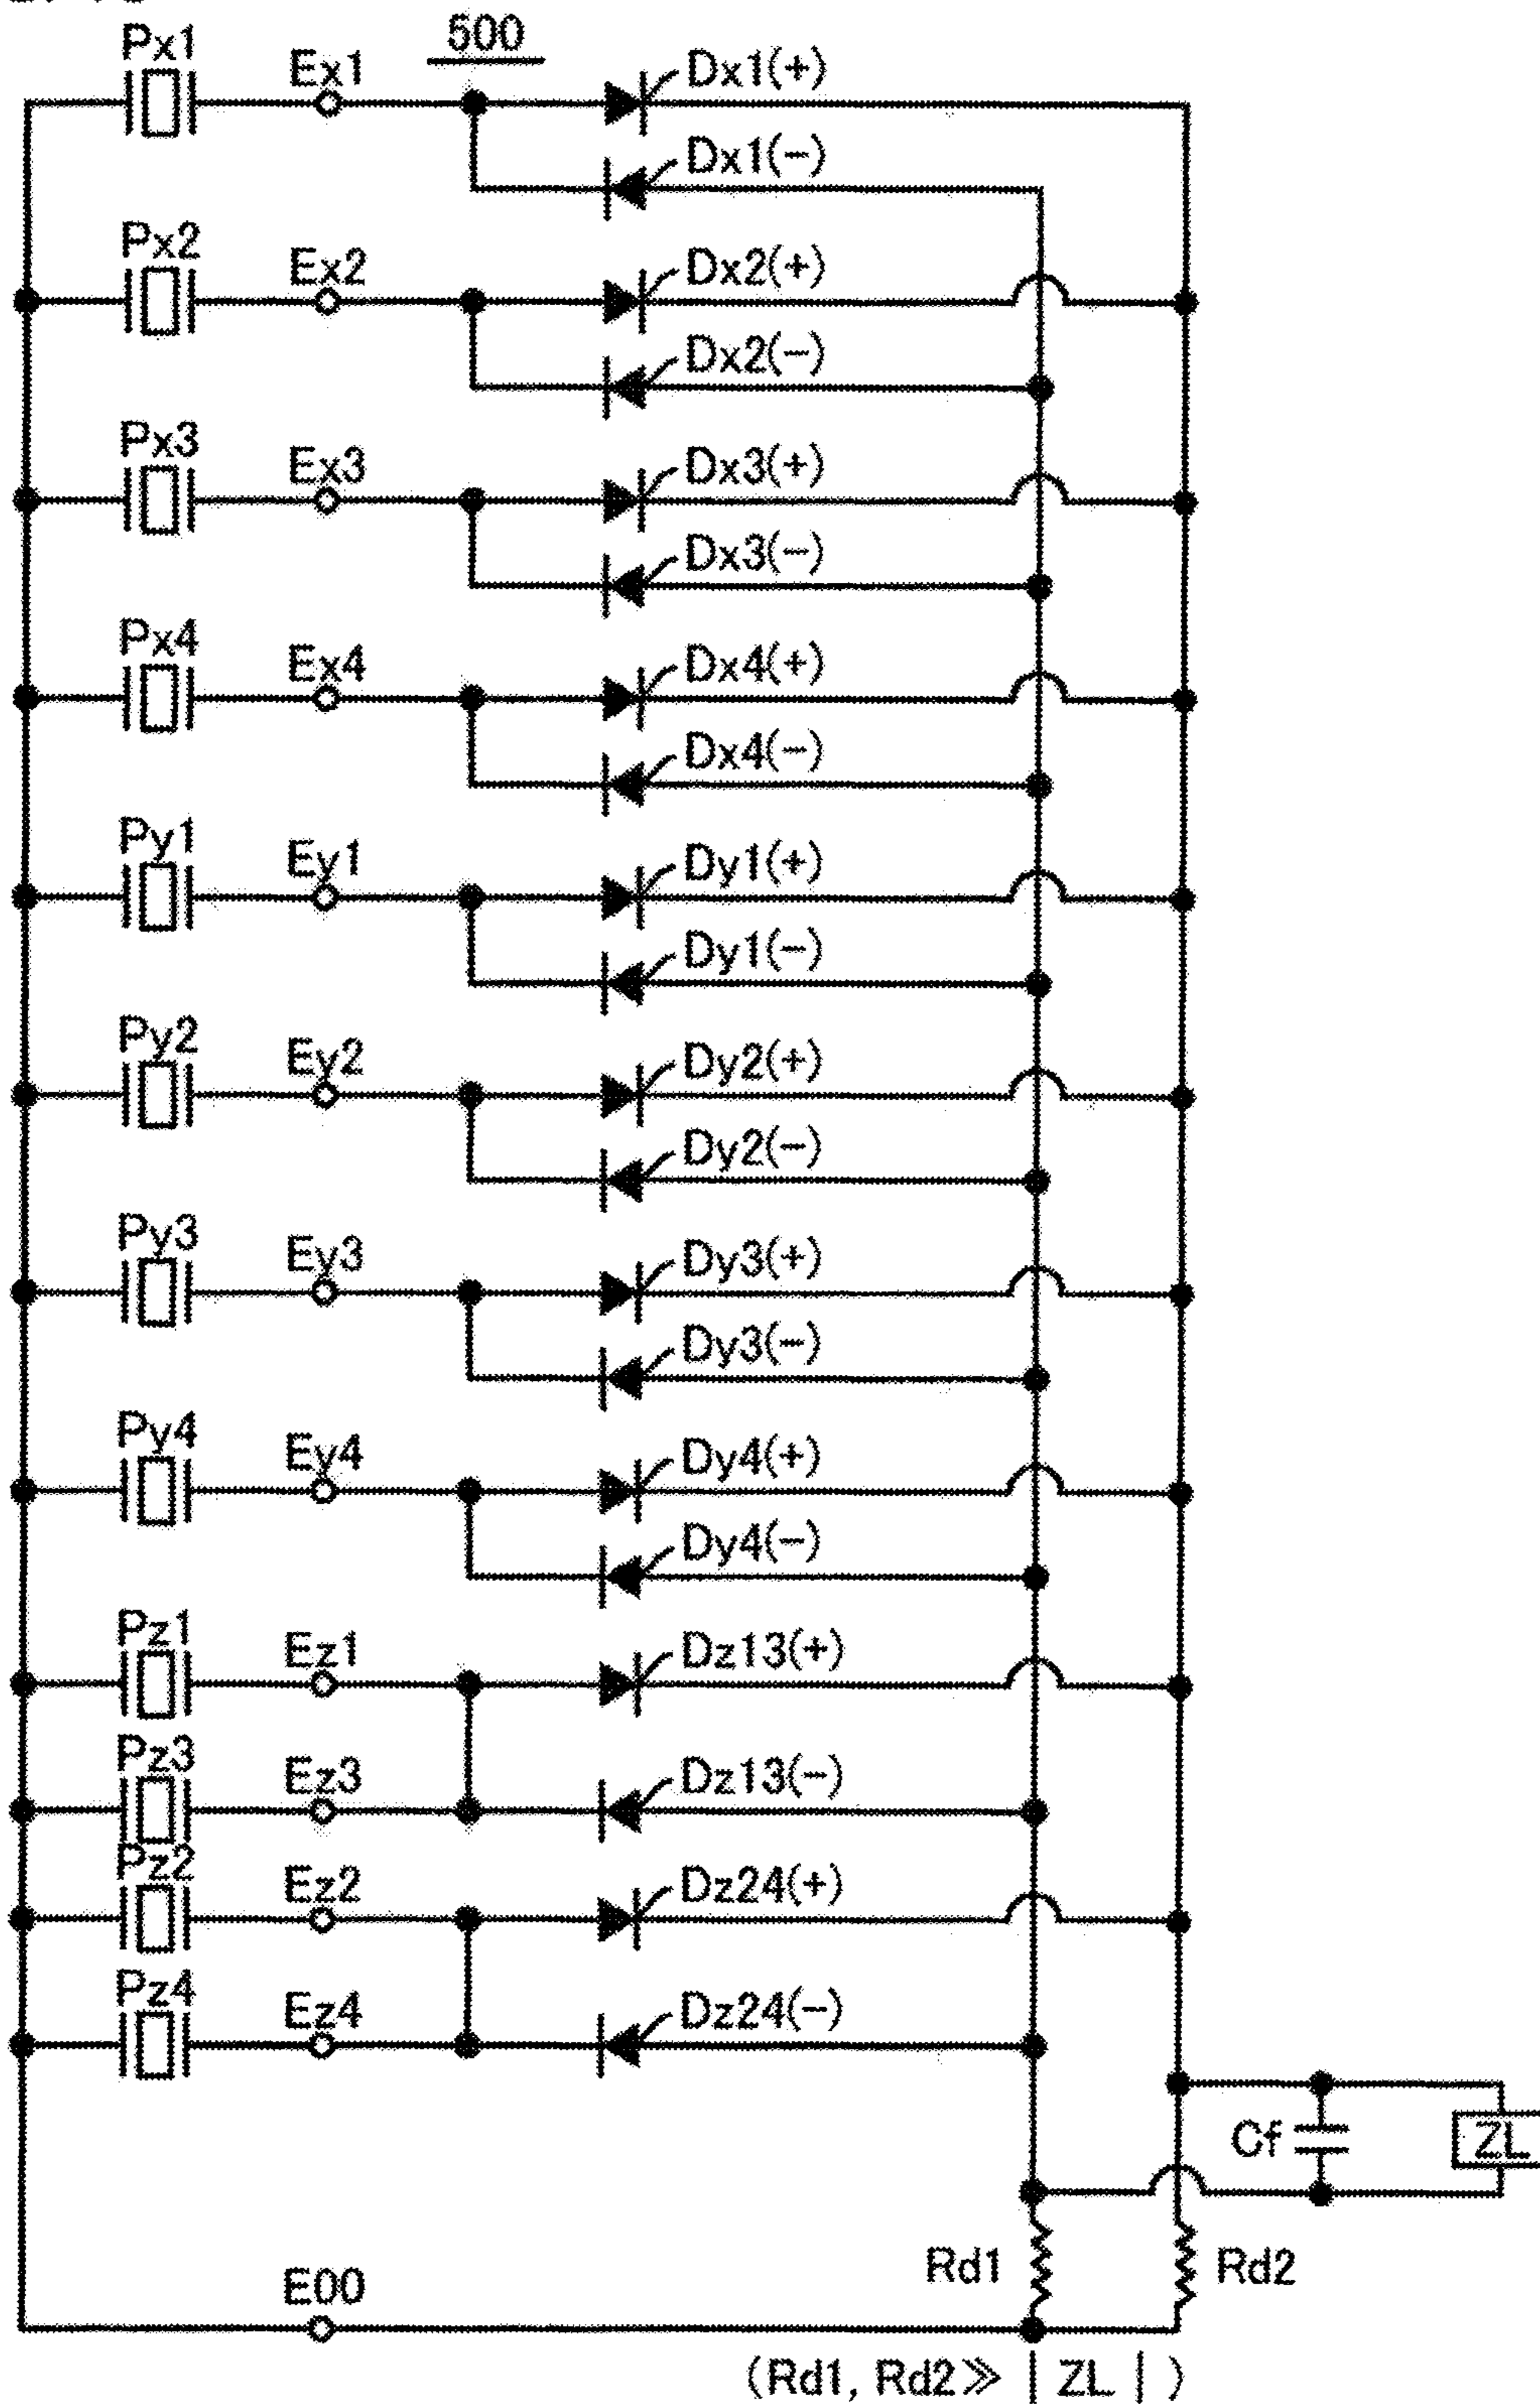 500
Px1 Ex1 Dx1(+)
Dx1(-)
Px2 Ex2 Dx2(+)
Dx2(-)
Px3 Ex3 Dx3(+)
Dx3(-)
Px4 Ex4 Dx4(+)
Dx4(-)
Py1 Ey1 Dy1(+)
Dy1(-)
Py2 Ey2 Dy2(+)
Dy2(-)
Py3 Ey3 Dy3(+)
Dy3(-)
Py4 Ey4 Dy4(+)
Dy4(-)
Pz1 Ez1 Dz13(+)
Pz3 Ez3 Dz13(-)
Pz2 Ez2 Dz24(+)
Pz4 Ez4 Dz24(-)
Cf ZL
Rd1 Rd2
E00
(Rd1, Rd2≫|ZL|)